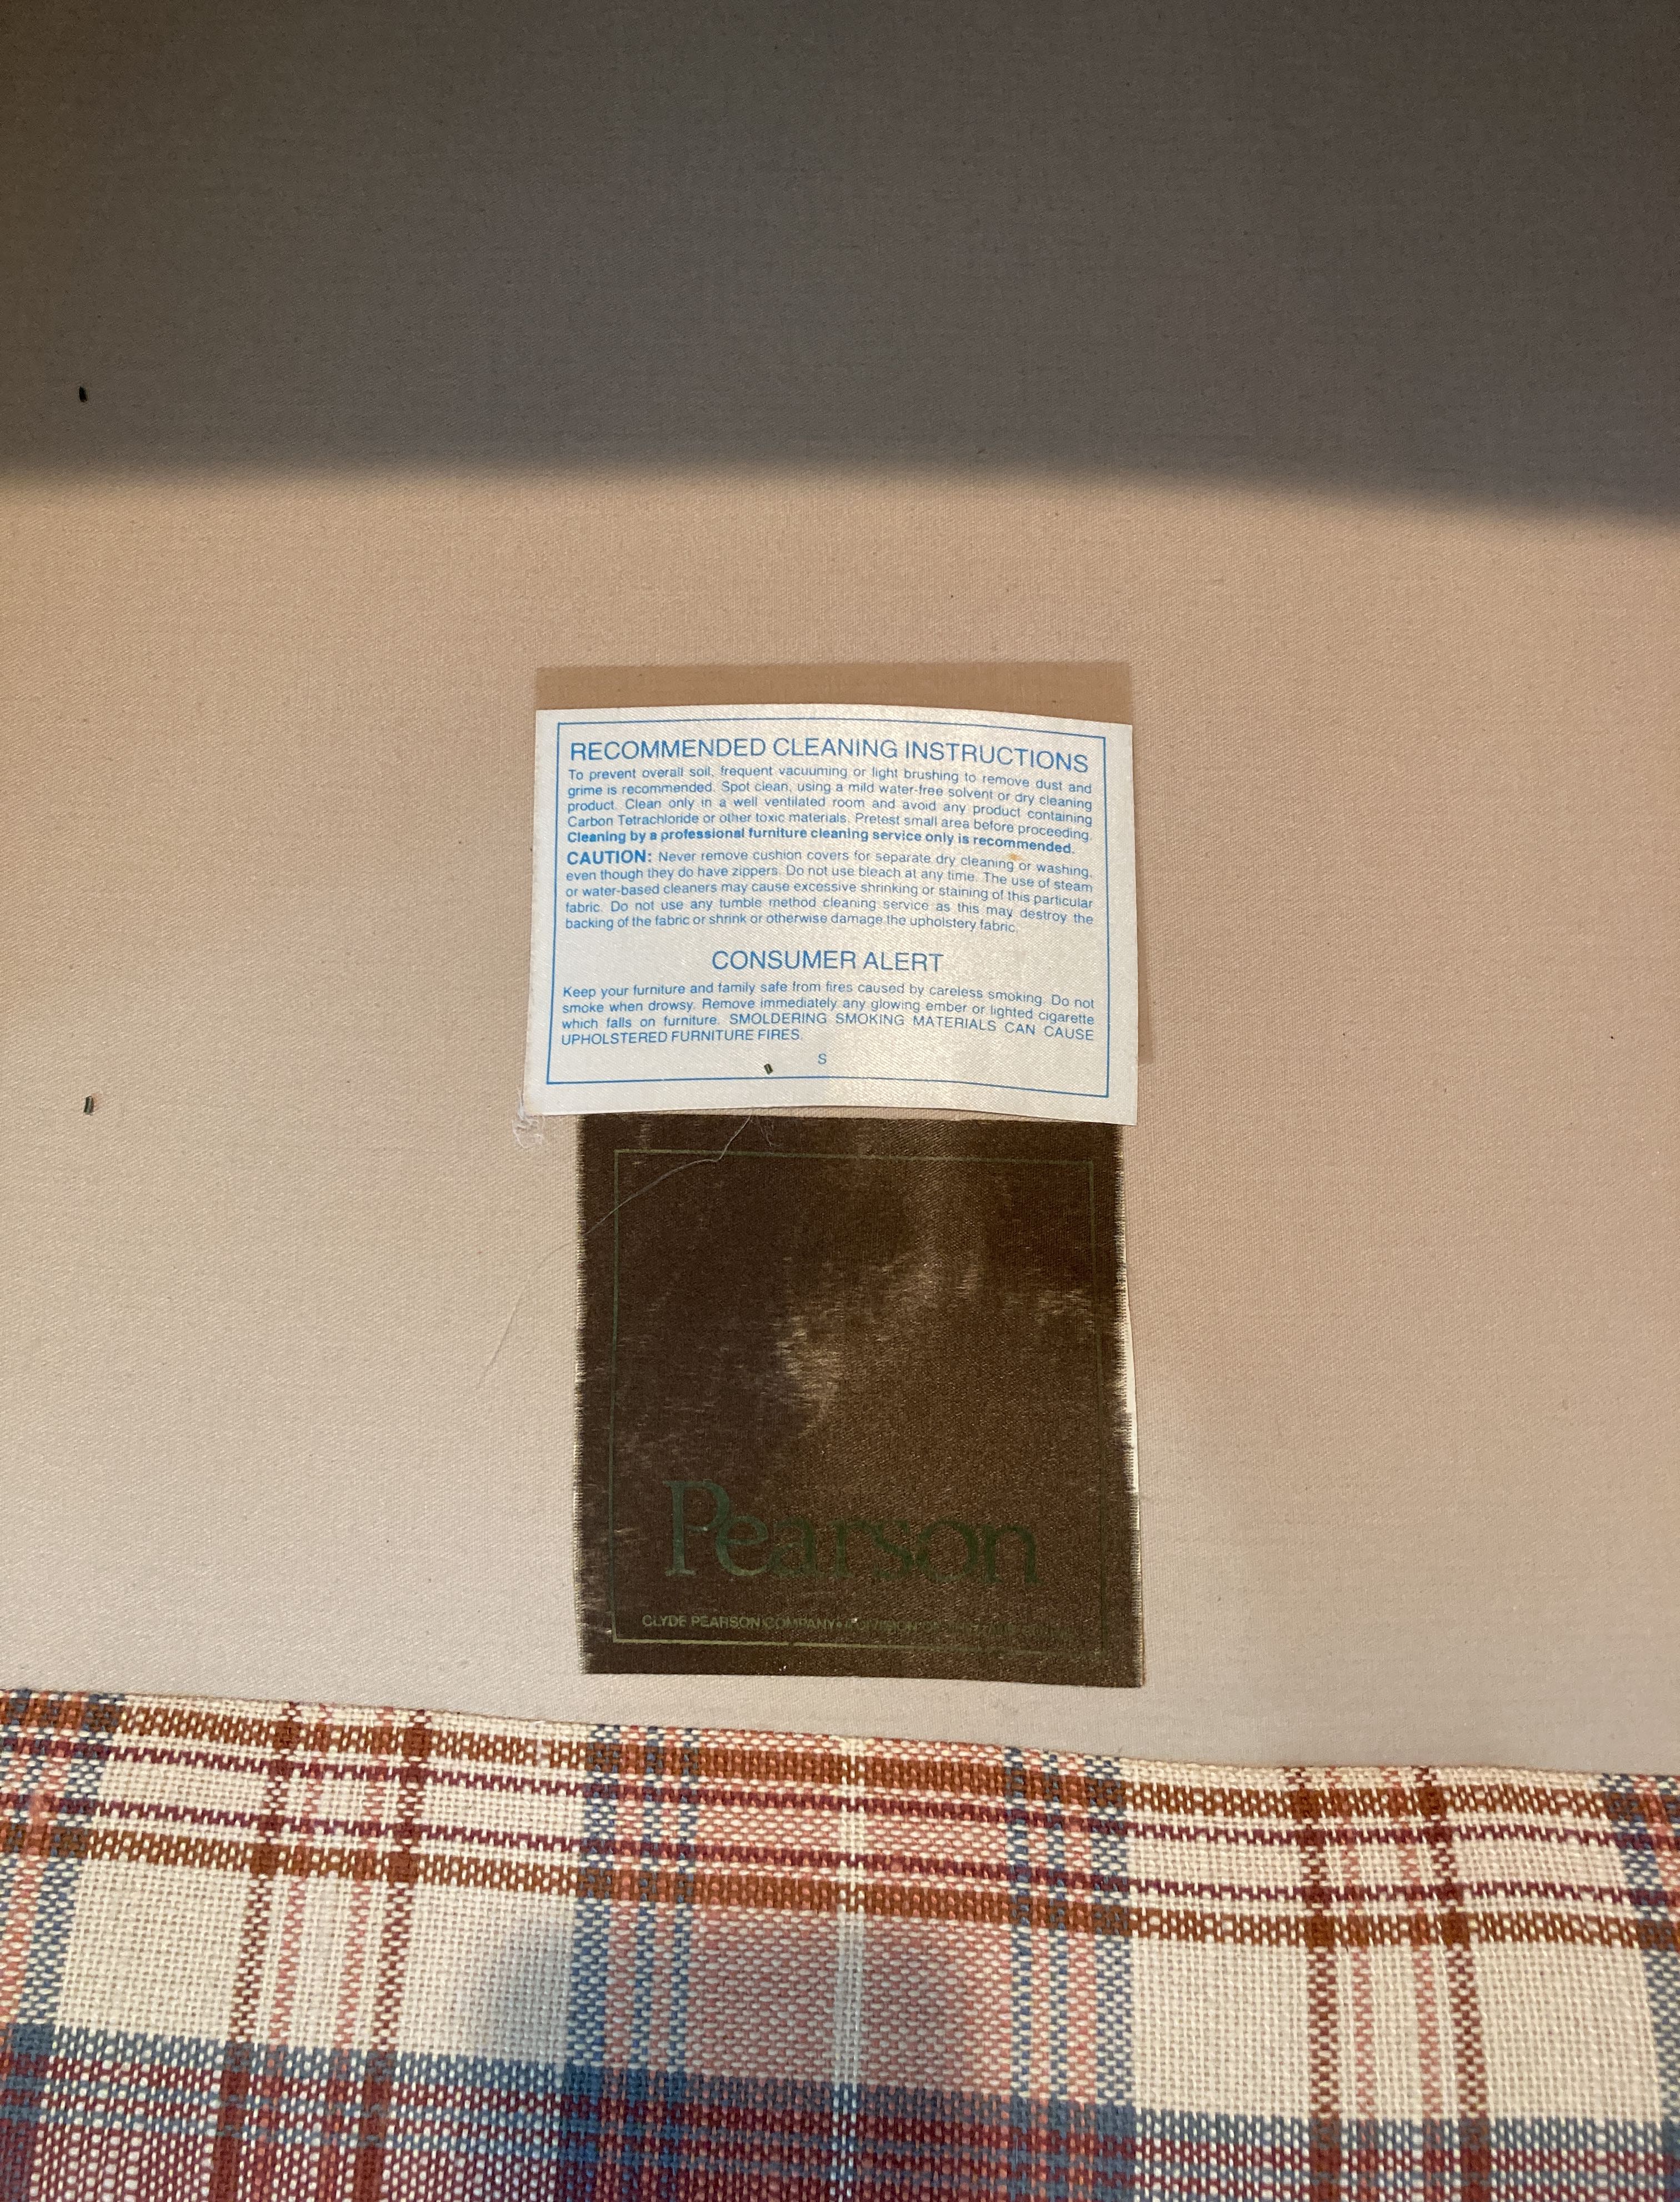 RECOMMENDED CLEANING INSTRUCTIONS
To prevent overall soil, frequent vacuuming or light brushing to remove dust and
grime is recommended. Spot clean, using a mild water-free solvent or dry cleaning
product. Clean only in a well ventilated room and avoid any product containing
Carbon Tetrachloride or other toxic materials. Pretest small area before proceeding.
Cleaning by a professional furniture cleaning service only is recommended.
CAUTION: Never remove cushion covers for separate dry cleaning or washing,
even though they do have zippers. Do not use bleach at any time. The use of steam
or water-based cleaners may cause excessive shrinking or staining of this particular
fabric. Do not use any tumble method cleaning service as this may destroy the
backing of the fabric or shrink or otherwise damage the upholstery fabric.
CONSUMER ALERT
Keep your furniture and family safe from fires caused by careless smoking. Do not
smoke when drowsy. Remove immediately any glowing ember or lighted cigarette
which falls on furniture. SMOLDERING SMOKING MATERIALS CAN CAUSE
UPHOLSTERED FURNITURE FIRES.
S
Pearson
CLYDE PEARSON COMPANY • A DIVISION